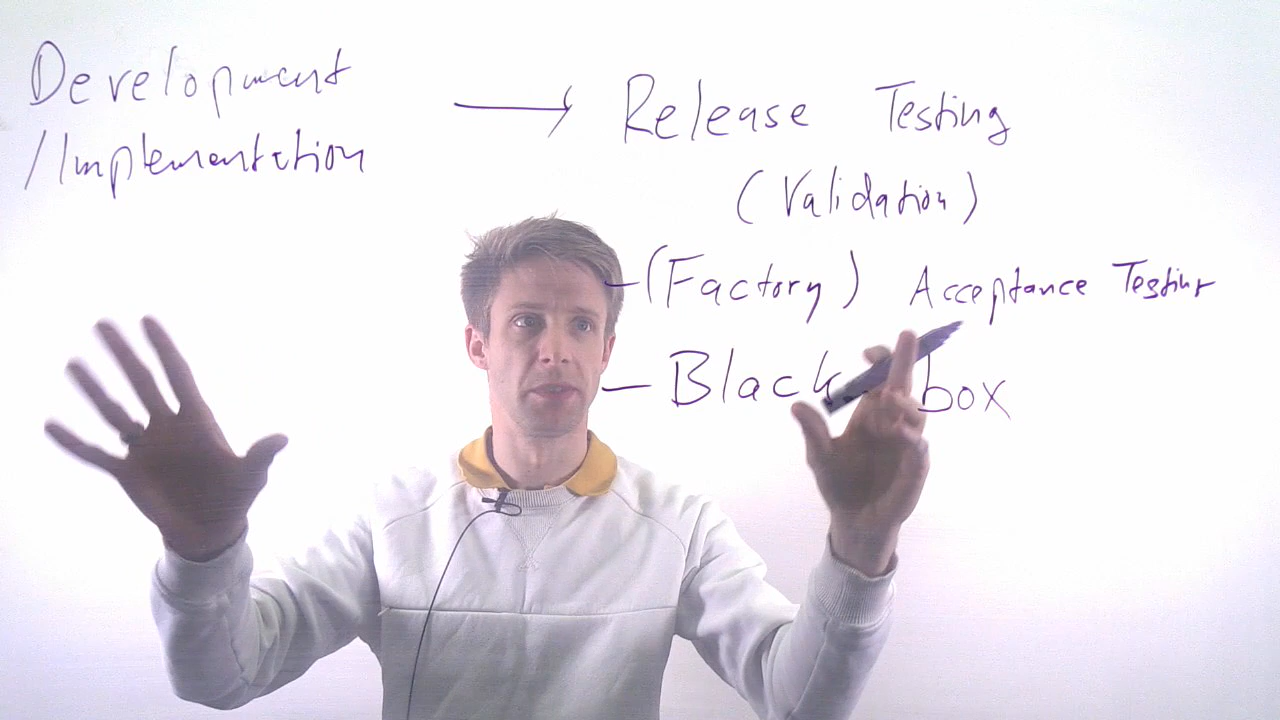 Development
/Implementation
→ Release Testing
(Validation)
- (Factory) Acceptance Testing
- Black box